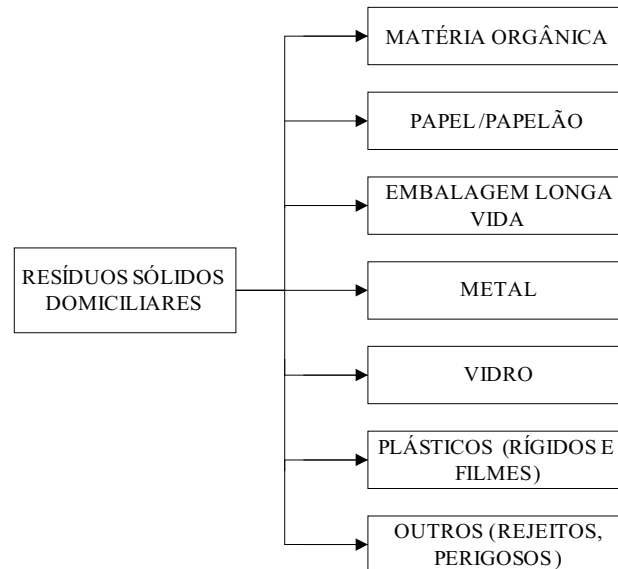 MATÉRIA ORGÂNICA
PAPEL/PAPELÃO
EMBALAGEM LONGA
VIDA
RESÍDUOS SÓLIDOS
DOMICILIARES
METAL
VIDRO
PLÁSTICOS (RÍGIDOS E
FILMES)
OUTROS (REJEITOS,
PERIGOSOS)